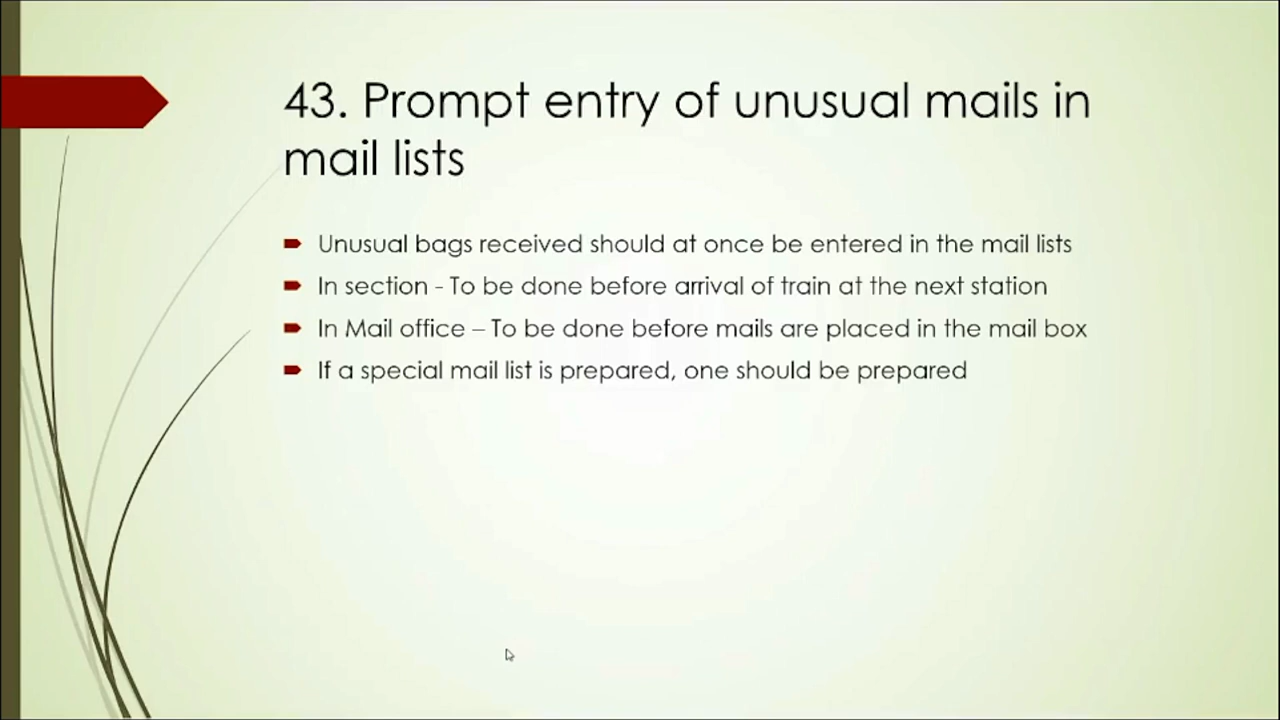 43. Prompt entry of unusual mails in
mail lists
Unusual bags received should at once be entered in the mail lists
In section - To be done before arrival of train at the next station
In Mail office – To be done before mails are placed in the mail box
If a special mail list is prepared, one should be prepared